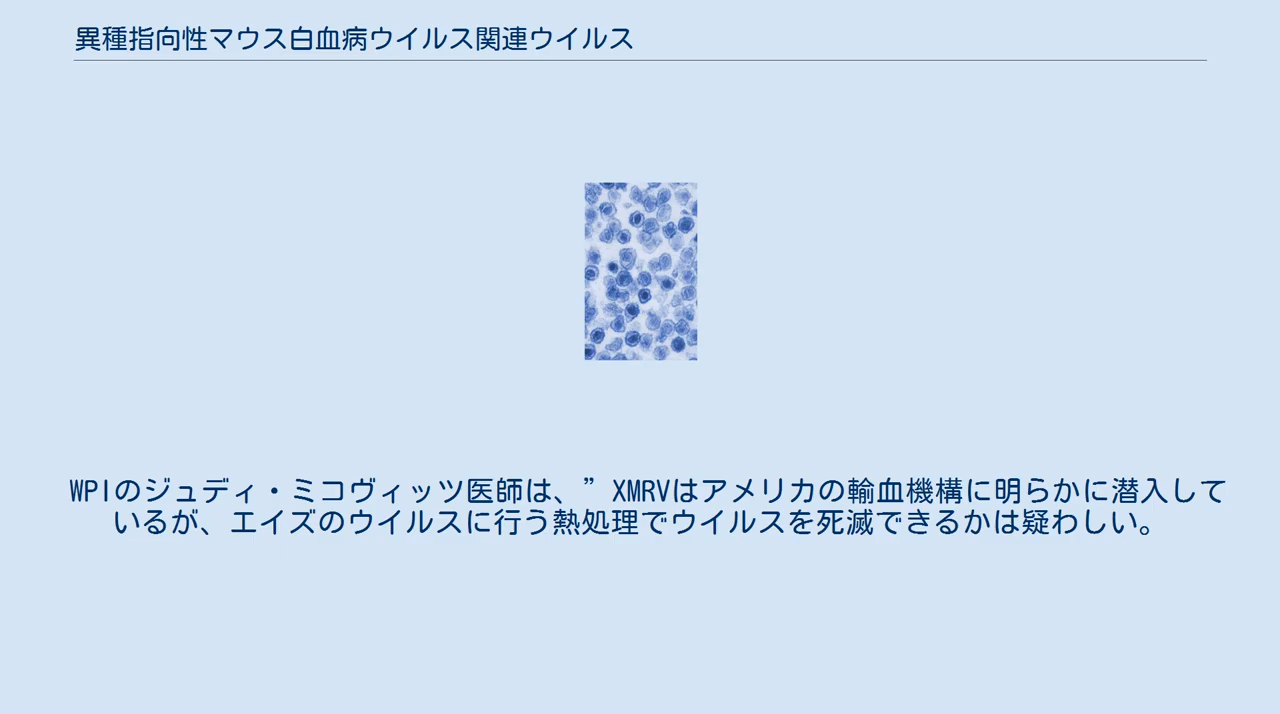 異種指向性マウス白血病ウイルス関連ウイルス
WPIのジュディ・ミコヴィッツ医師は、”XMRVはアメリカの輸血機構に明らかに潜入して
いるが、エイズのウイルスに行う熱処理でウイルスを死滅できるかは疑わしい。